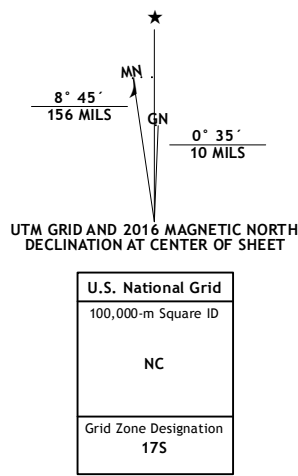 ★
MN
8° 45´
156 MILS
GN
0° 35´
10 MILS
UTM GRID AND 2016 MAGNETIC NORTH
DECLINATION AT CENTER OF SHEET
U.S. National Grid
100,000-m Square ID
NC
Grid Zone Designation
17S